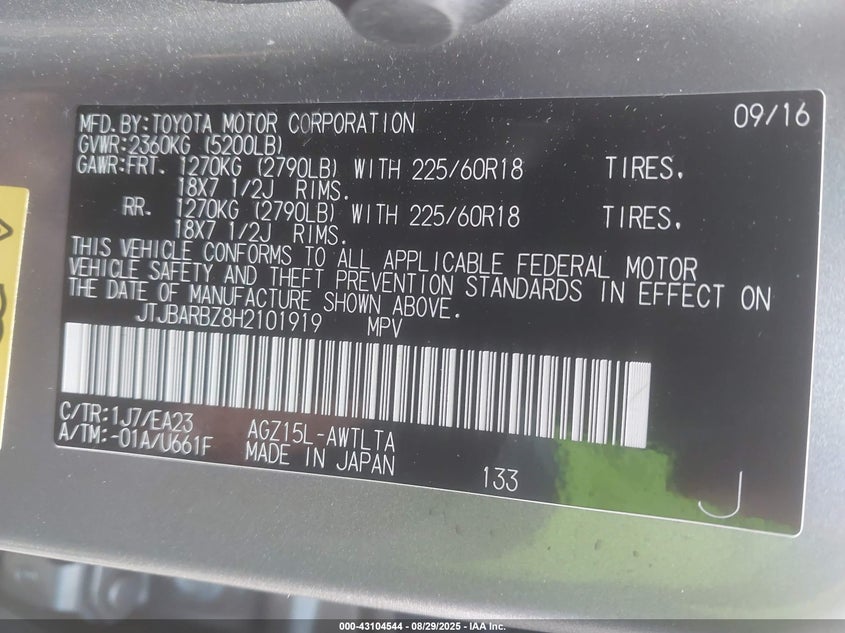 MFD.BY:TOYOTA MOTOR CORPORATION 09/16
GVWR:2360KG (5200LB)
GAWR:FRT. 1270KG (2790LB) WITH 225/60R18 TIRES.
18X7 1/2J RIMS.
RR. 1270KG (2790LB) WITH 225/60R18 TIRES.
18X7 1/2J RIMS.
THIS VEHICLE CONFORMS TO ALL APPLICABLE FEDERAL MOTOR
VEHICLE SAFETY AND THEFT PREVENTION STANDARDS IN EFFECT ON
THE DATE OF MANUFACTURE SHOWN ABOVE.
JTJBARBZ8H2101919 MPV
C/TR:1J7/EA23 AGZ15L-AWTLTA
A/TM:-01A/U661F MADE IN JAPAN 133
J
000-43104544 - 08/29/2025 - IAA Inc.